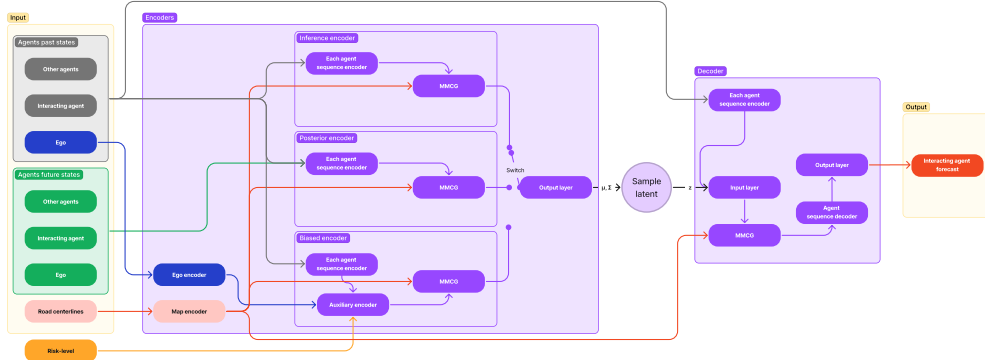 Input
Agents past states
Other agents
Interacting agent
Ego
Agents future states
Other agents
Interacting agent
Ego
Road centerlines
Risk-level
Encoders
Ego encoder
Map encoder
Inference encoder
Each agent
sequence encoder
MMCG
Posterior encoder
Each agent
sequence encoder
MMCG
Biased encoder
Each agent
sequence encoder
Auxiliary encoder
MMCG
Switch
Output layer
μ, Σ
Sample
latent
z
Decoder
Each agent
sequence encoder
Input layer
MMCG
Output layer
Agent
sequence decoder
Output
Interacting agent
forecast